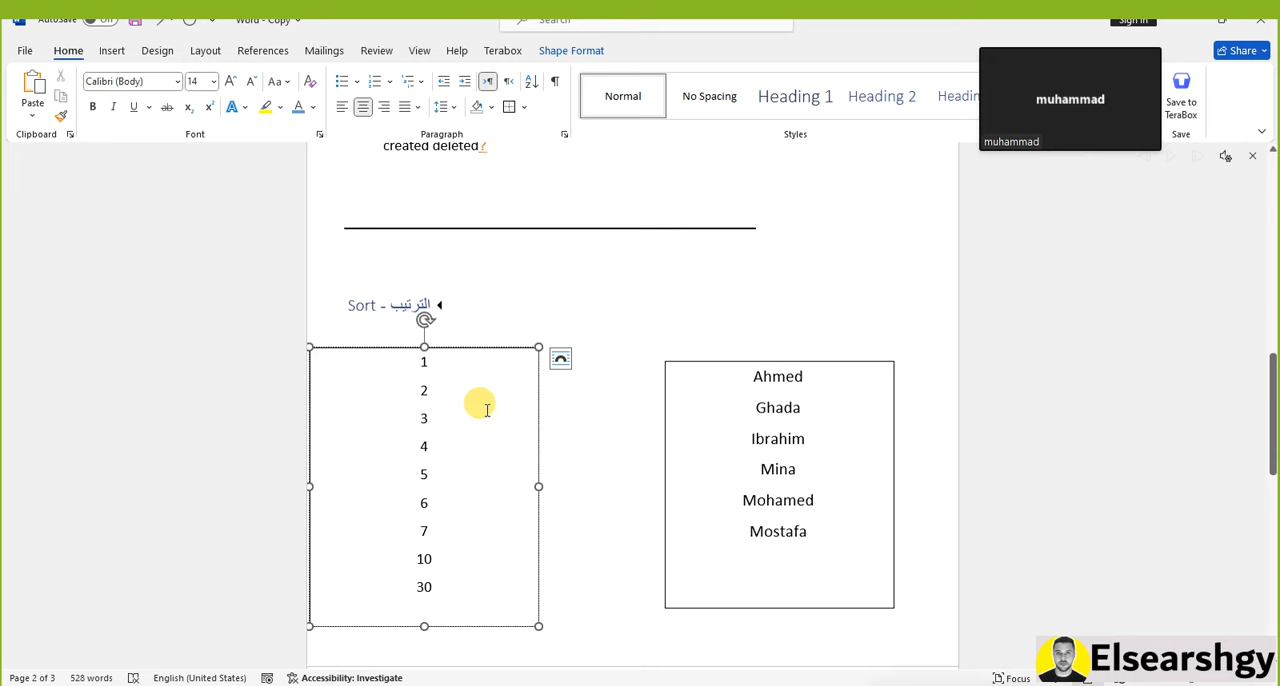 Word - Copy
Search
Sign in
File Home Insert Design Layout References Mailings Review View Help Terabox Shape Format
Share
Paste
Calibri (Body) 14
Aa
Normal
No Spacing
Heading 1
Heading 2
Headin
muhammad
muhammad
Save to
TeraBox
Clipboard
Font
Paragraph
Styles
Save
created deleted?
Sort - الترتيب
1
2
3
4
5
6
7
10
30
Ahmed
Ghada
Ibrahim
Mina
Mohamed
Mostafa
Elsearshgy
Page 2 of 3 528 words English (United States) Accessibility: Investigate Focus